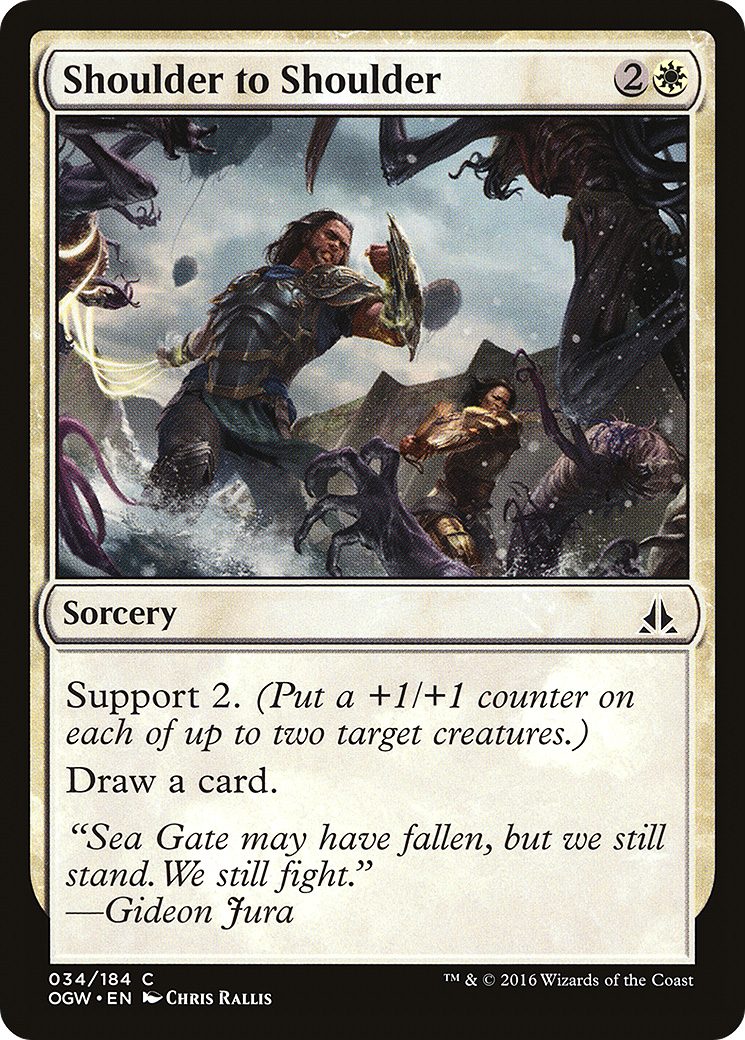 Shoulder to Shoulder 2
Sorcery
Support 2. (Put a +1/+1 counter on
each of up to two target creatures.)
Draw a card.
“Sea Gate may have fallen, but we still
stand. We still fight.”
—Gideon Jura
034/184 C
OGW • EN Chris Rallis
™ & © 2016 Wizards of the Coast